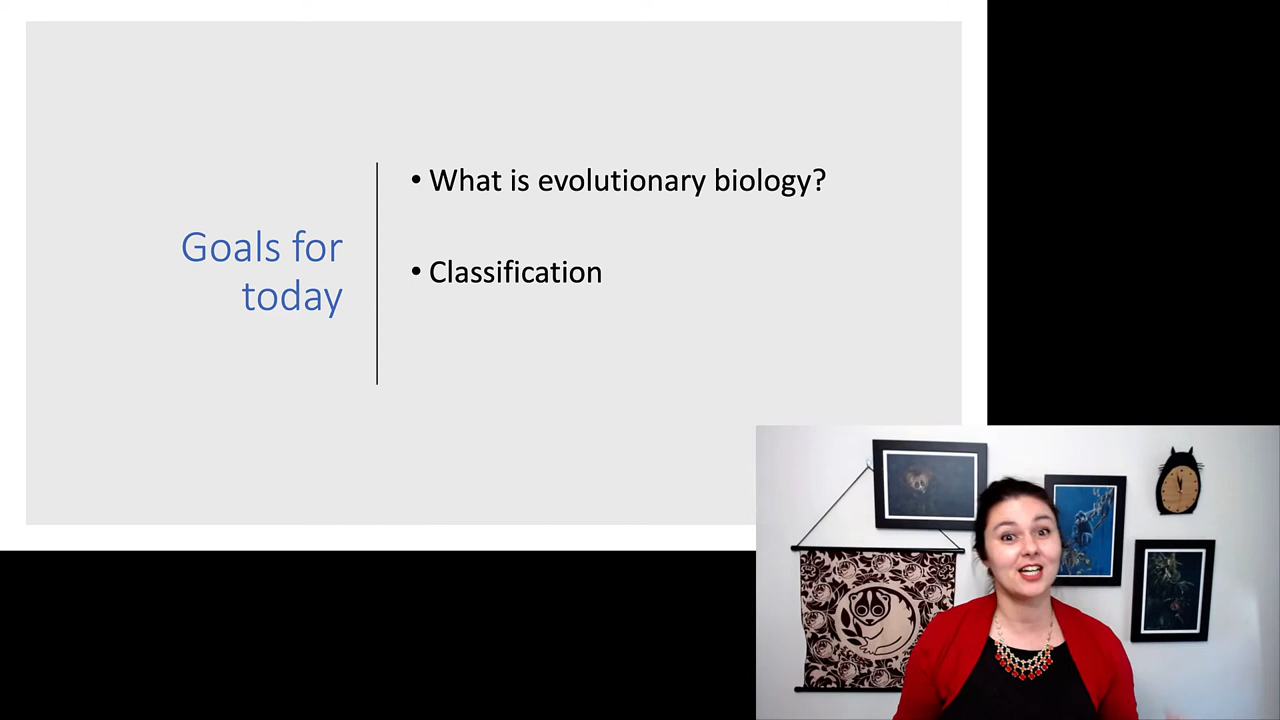 Goals for
today
• What is evolutionary biology?
• Classification